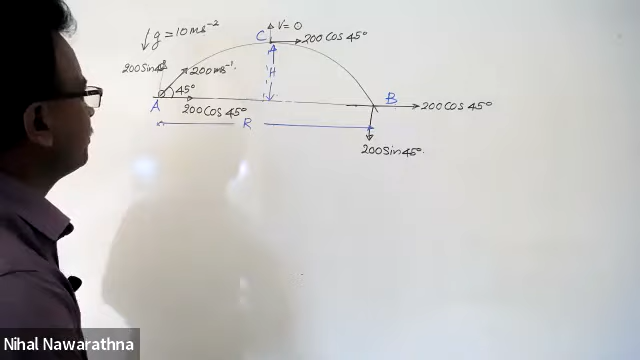 g = 10 ms⁻²
V = 0
C
200 Cos 45°
200 Sin 45°
200 ms⁻¹
H
45°
A
200 Cos 45°
B
200 Cos 45°
R
200 Sin 45°.
Nihal Nawarathna